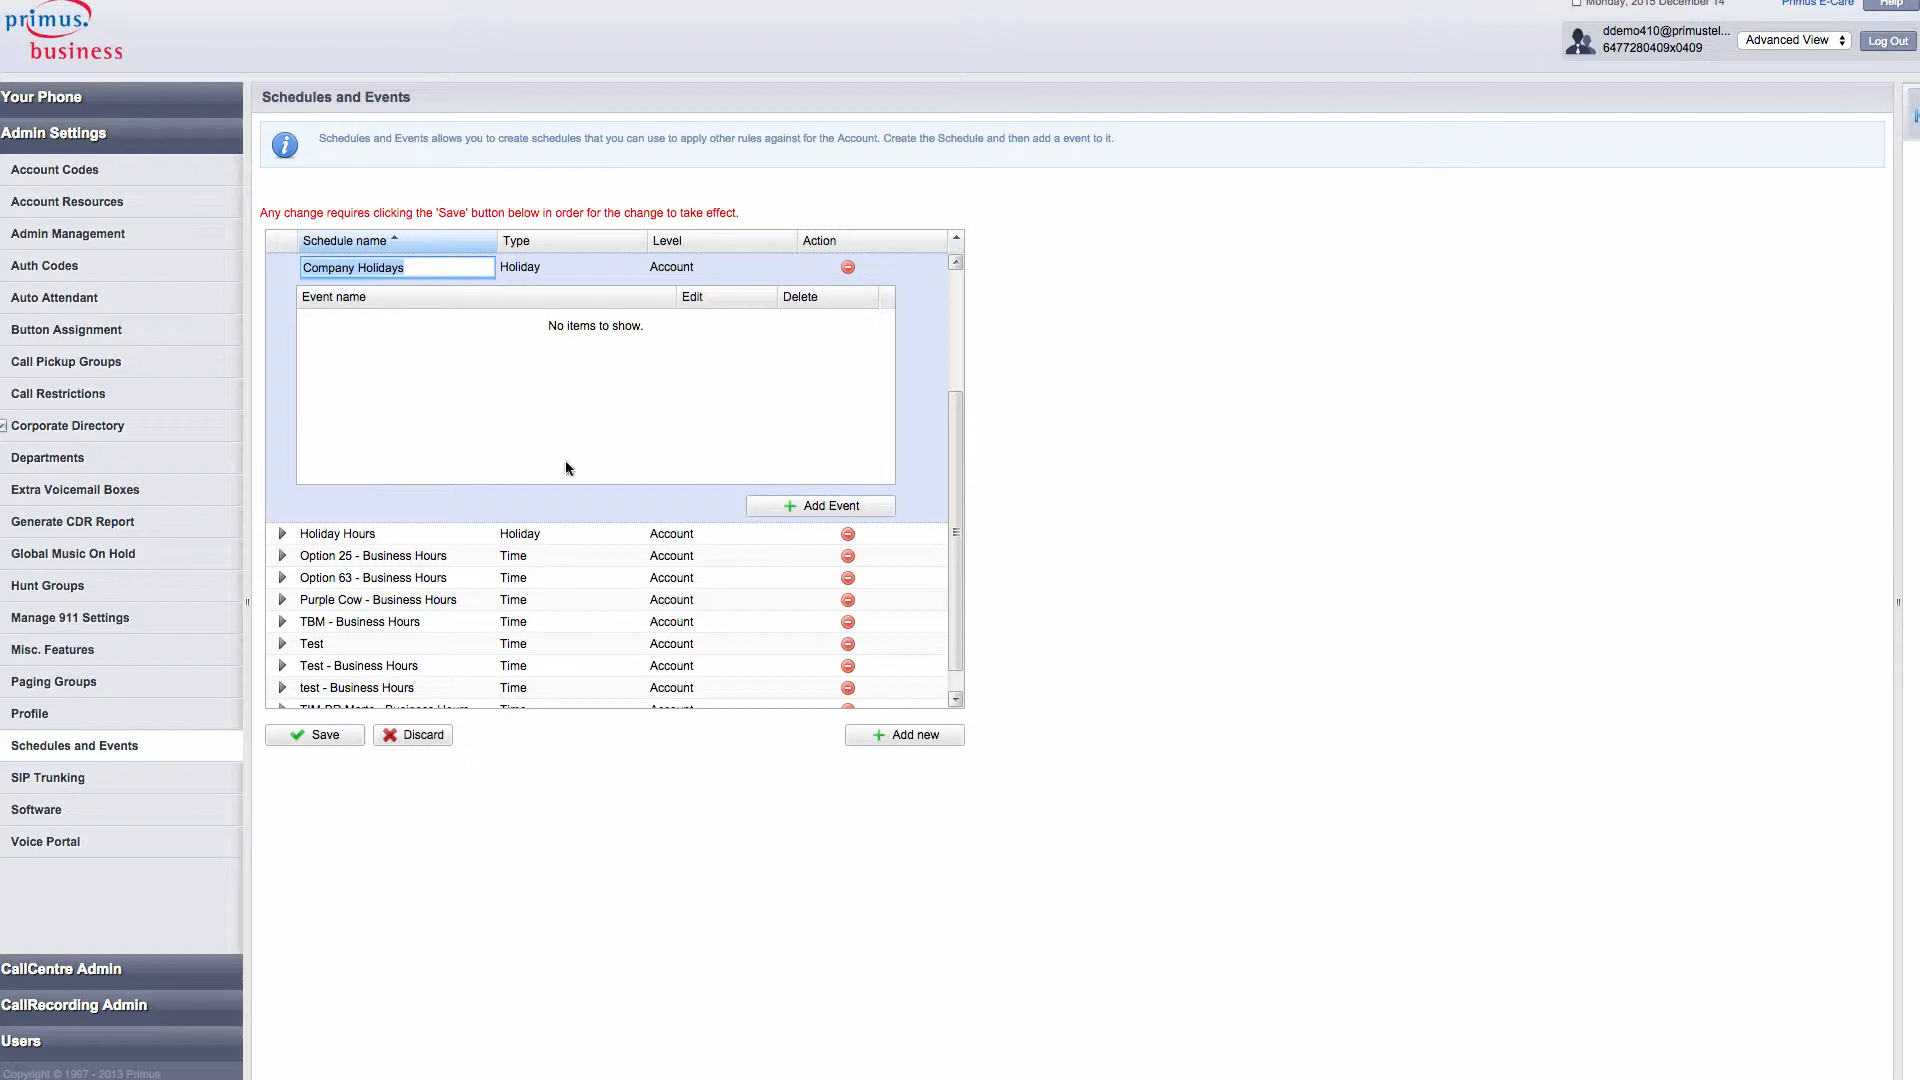 primus.
business
Monday, 2015 December 14
Primus E-Care
Help
ddemo410@primustel...
6477280409x0409
Advanced View
Log Out
Your Phone
Admin Settings
Account Codes
Account Resources
Admin Management
Auth Codes
Auto Attendant
Button Assignment
Call Pickup Groups
Call Restrictions
Corporate Directory
Departments
Extra Voicemail Boxes
Generate CDR Report
Global Music On Hold
Hunt Groups
Manage 911 Settings
Misc. Features
Paging Groups
Profile
Schedules and Events
SIP Trunking
Software
Voice Portal
CallCentre Admin
CallRecording Admin
Users
Copyright © 1997 - 2013 Primus
Schedules and Events
Schedules and Events allows you to create schedules that you can use to apply other rules against for the Account. Create the Schedule and then add a event to it.
Any change requires clicking the 'Save' button below in order for the change to take effect.
Schedule name Type Level Action
Company Holidays Holiday Account
Event name Edit Delete
No items to show.
Add Event
Holiday Hours Holiday Account
Option 25 - Business Hours Time Account
Option 63 - Business Hours Time Account
Purple Cow - Business Hours Time Account
TBM - Business Hours Time Account
Test Time Account
Test - Business Hours Time Account
test - Business Hours Time Account
Save Discard Add new